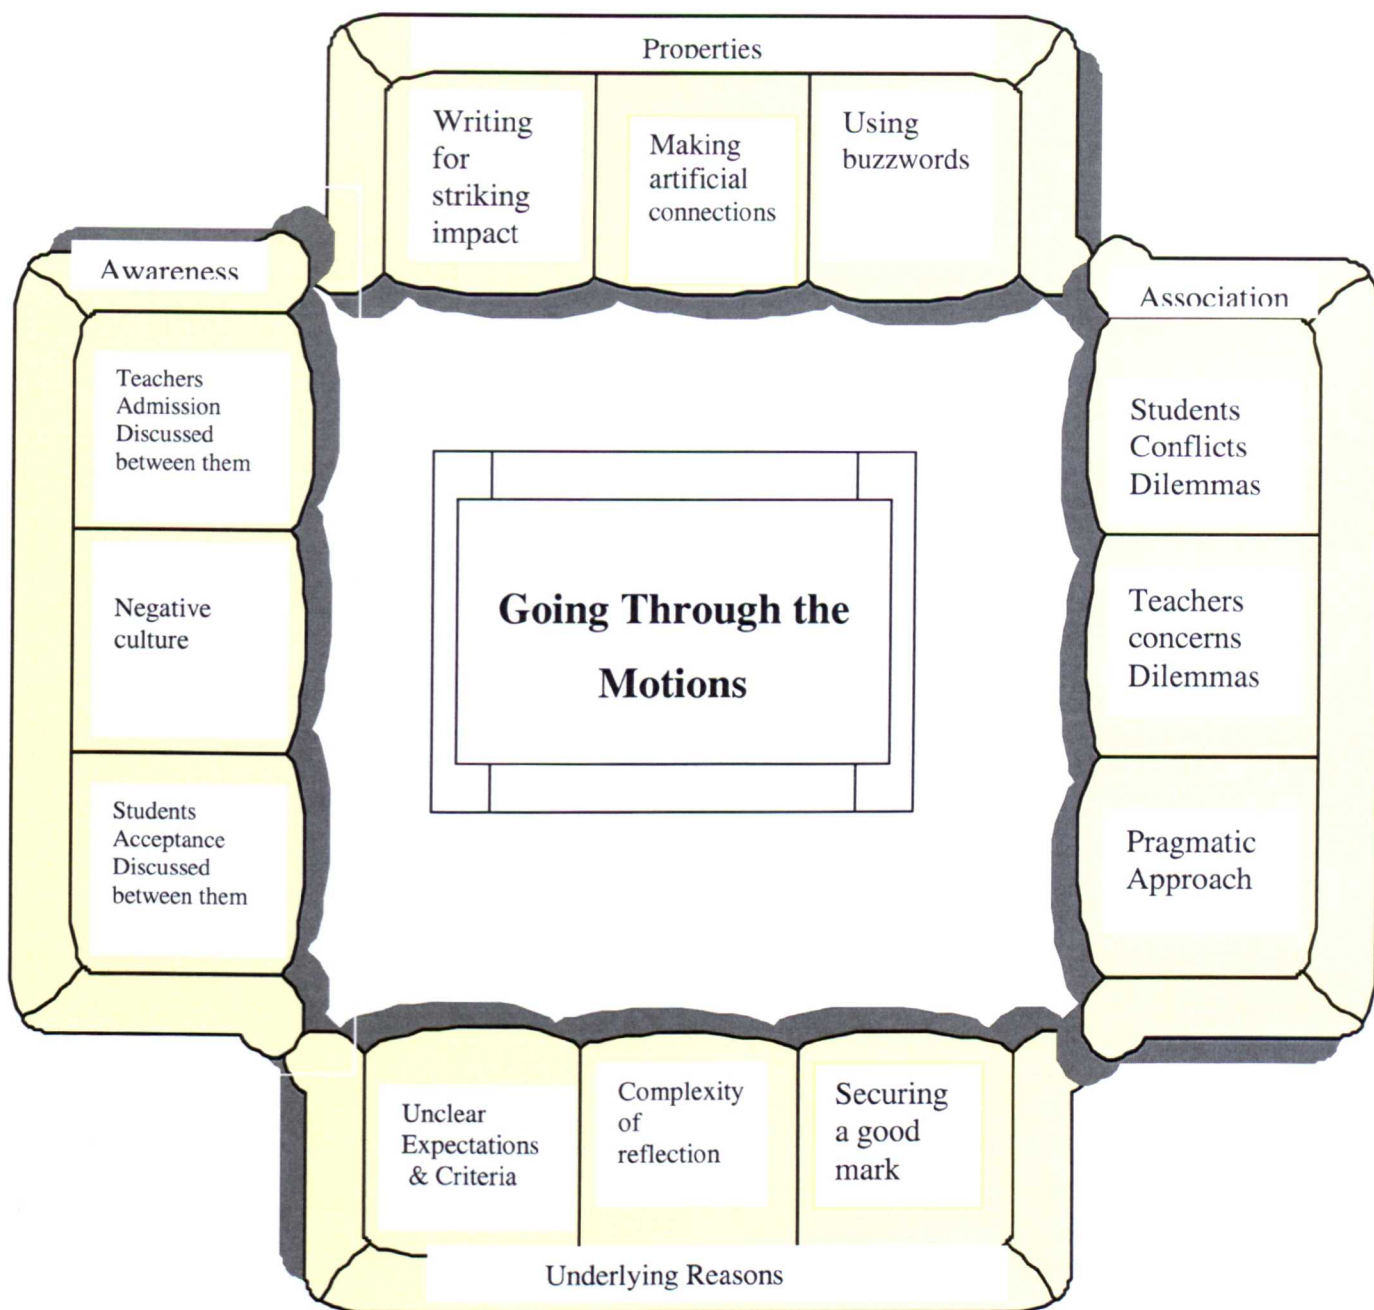 Properties
Writing
for
striking
impact
Making
artificial
connections
Using
buzzwords
Awareness
Teachers
Admission
Discussed
between them
Negative
culture
Students
Acceptance
Discussed
between them
Going Through the
Motions
Association
Students
Conflicts
Dilemmas
Teachers
concerns
Dilemmas
Pragmatic
Approach
Unclear
Expectations
& Criteria
Complexity
of
reflection
Securing
a good
mark
Underlying Reasons